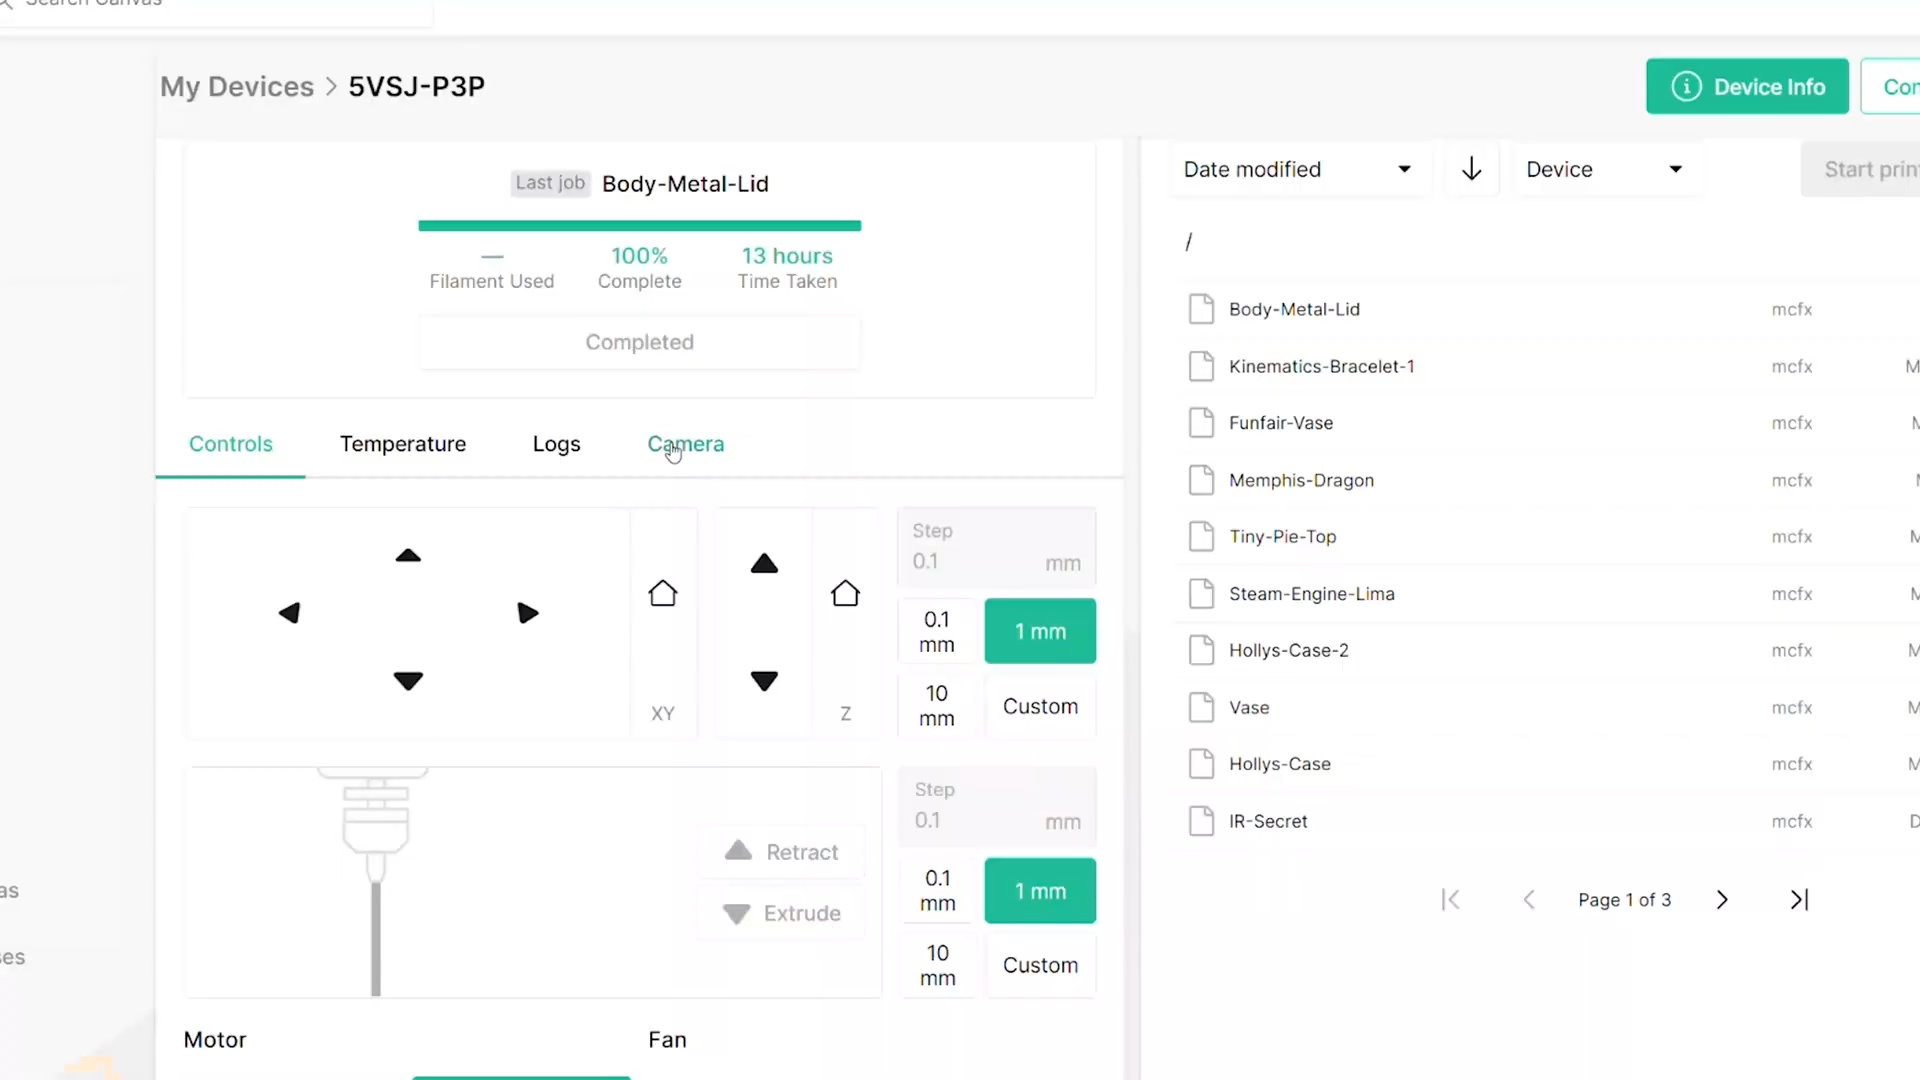 Search Canvas
My Devices > 5VSJ-P3P
Device Info
Last job Body-Metal-Lid
— 100% 13 hours
Filament Used Complete Time Taken
Completed
Controls Temperature Logs Camera
Step
0.1 mm
0.1 mm
1 mm
10 mm
Custom
XY
Z
Step
0.1 mm
Retract
Extrude
0.1 mm
1 mm
10 mm
Custom
Motor
Fan
Date modified
Device
Start print
/
Body-Metal-Lid mcfx
Kinematics-Bracelet-1 mcfx
Funfair-Vase mcfx
Memphis-Dragon mcfx
Tiny-Pie-Top mcfx
Steam-Engine-Lima mcfx
Hollys-Case-2 mcfx
Vase mcfx
Hollys-Case mcfx
IR-Secret mcfx
Page 1 of 3